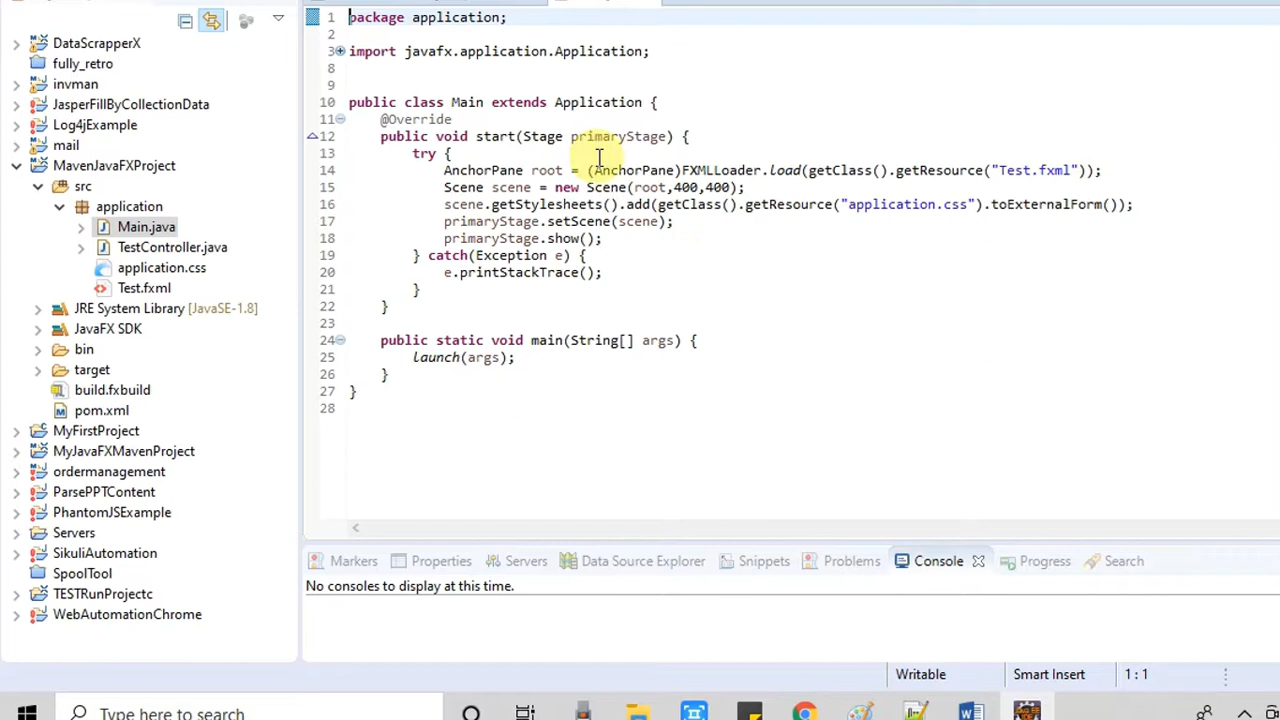 DataScrapperX
fully_retro
invman
JasperFillByCollectionData
Log4jExample
mail
MavenJavaFXProject
src
application
Main.java
TestController.java
application.css
Test.fxml
JRE System Library [JavaSE-1.8]
JavaFX SDK
bin
target
build.fxbuild
pom.xml
MyFirstProject
MyJavaFXMavenProject
ordermanagement
ParsePPTContent
PhantomJSExample
Servers
SikuliAutomation
SpoolTool
TESTRunProjectc
WebAutomationChrome
1 package application;
2
3 import javafx.application.Application;
8
9
10 public class Main extends Application {
11 @Override
12 public void start(Stage primaryStage) {
13 try {
14 AnchorPane root = (AnchorPane)FXMLLoader.load(getClass().getResource("Test.fxml"));
15 Scene scene = new Scene(root,400,400);
16 scene.getStylesheets().add(getClass().getResource("application.css").toExternalForm());
17 primaryStage.setScene(scene);
18 primaryStage.show();
19 } catch(Exception e) {
20 e.printStackTrace();
21 }
22 }
23
24 public static void main(String[] args) {
25 launch(args);
26 }
27 }
28
Markers Properties Servers Data Source Explorer Snippets Problems Console Progress Search
No consoles to display at this time.
Writable Smart Insert 1 : 1
Type here to search